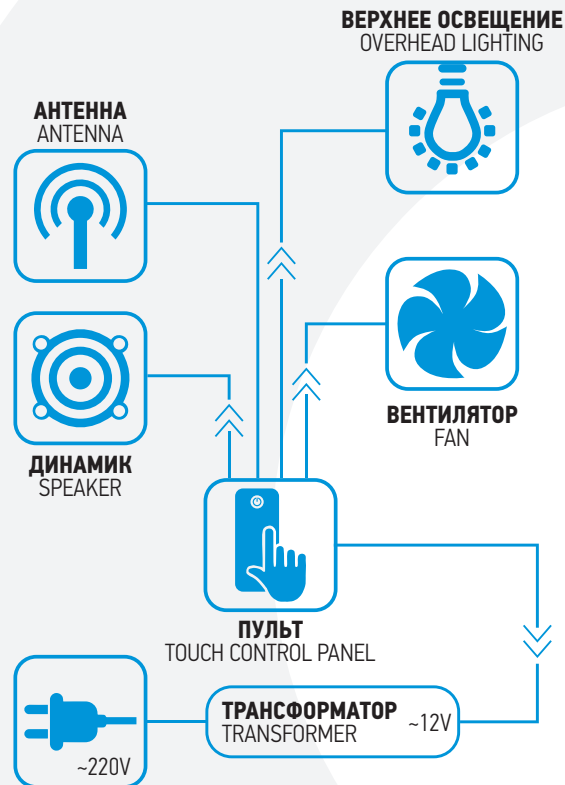 ВЕРХНЕЕ ОСВЕЩЕНИЕ
OVERHEAD LIGHTING
АНТЕННА
ANTENNA
ВЕНТИЛЯТОР
FAN
ДИНАМИК
SPEAKER
ПУЛЬТ
TOUCH CONTROL PANEL
ТРАНСФОРМАТОР
TRANSFORMER
~12V
~220V